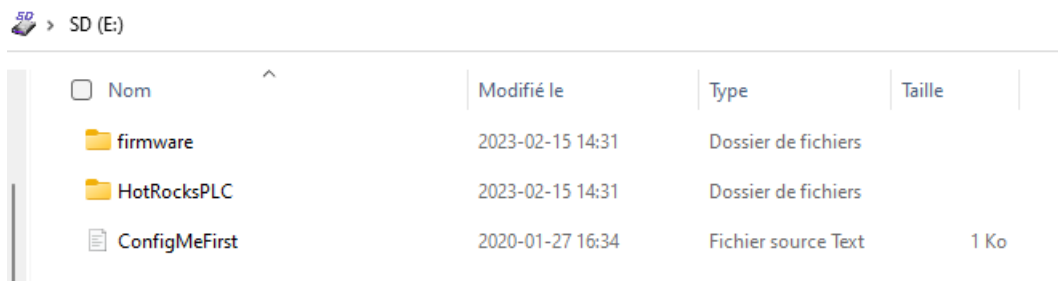 SD
> SD (E:)
Nom Modifié le Type Taille
firmware 2023-02-15 14:31 Dossier de fichiers
HotRocksPLC 2023-02-15 14:31 Dossier de fichiers
ConfigMeFirst 2020-01-27 16:34 Fichier source Text 1 Ko